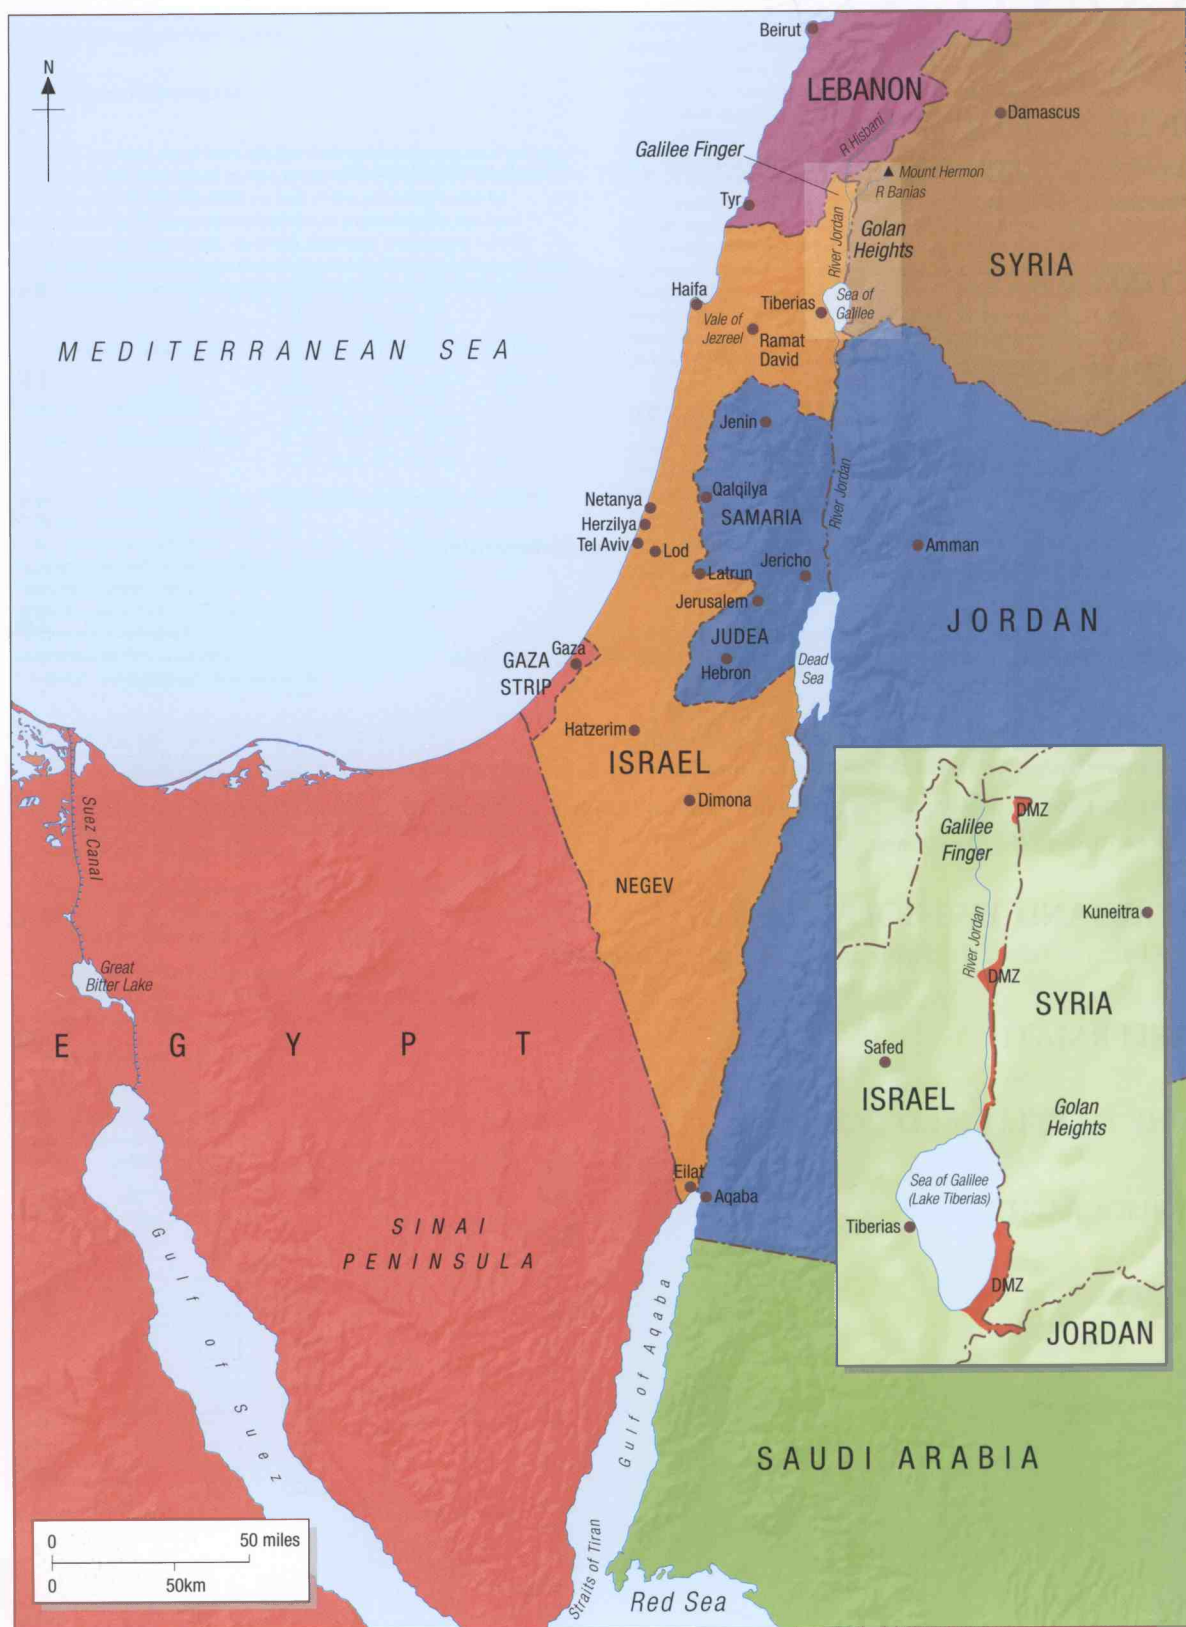 Beirut
N
LEBANON
Damascus
R Hisbani
Galilee Finger
Mount Hermon
R Banias
Tyr
River Jordan
Golan
Heights
SYRIA
Haifa
Tiberias
Sea of
Galilee
Vale of
Jezreel
Ramat
David
MEDITERRANEAN SEA
Jenin
River Jordan
Qalqilya
Netanya
SAMARIA
Herzilya
Tel Aviv
Lod
Amman
Jericho
Latrun
Jerusalem
JORDAN
JUDEA
Gaza
GAZA
STRIP
Hebron
Dead
Sea
Hatzerim
ISRAEL
Dimona
Suez Canal
NEGEV
Great
Bitter Lake
EGYPT
Eilat
Aqaba
SINAI
PENINSULA
Gulf of Suez
Gulf of Aqaba
SAUDI ARABIA
Straits of Tiran
Red Sea
0 50 miles
0 50km
DMZ
Galilee
Finger
Kuneitra
River Jordan
DMZ
SYRIA
Safed
ISRAEL
Golan
Heights
Sea of Galilee
(Lake Tiberias)
Tiberias
DMZ
JORDAN